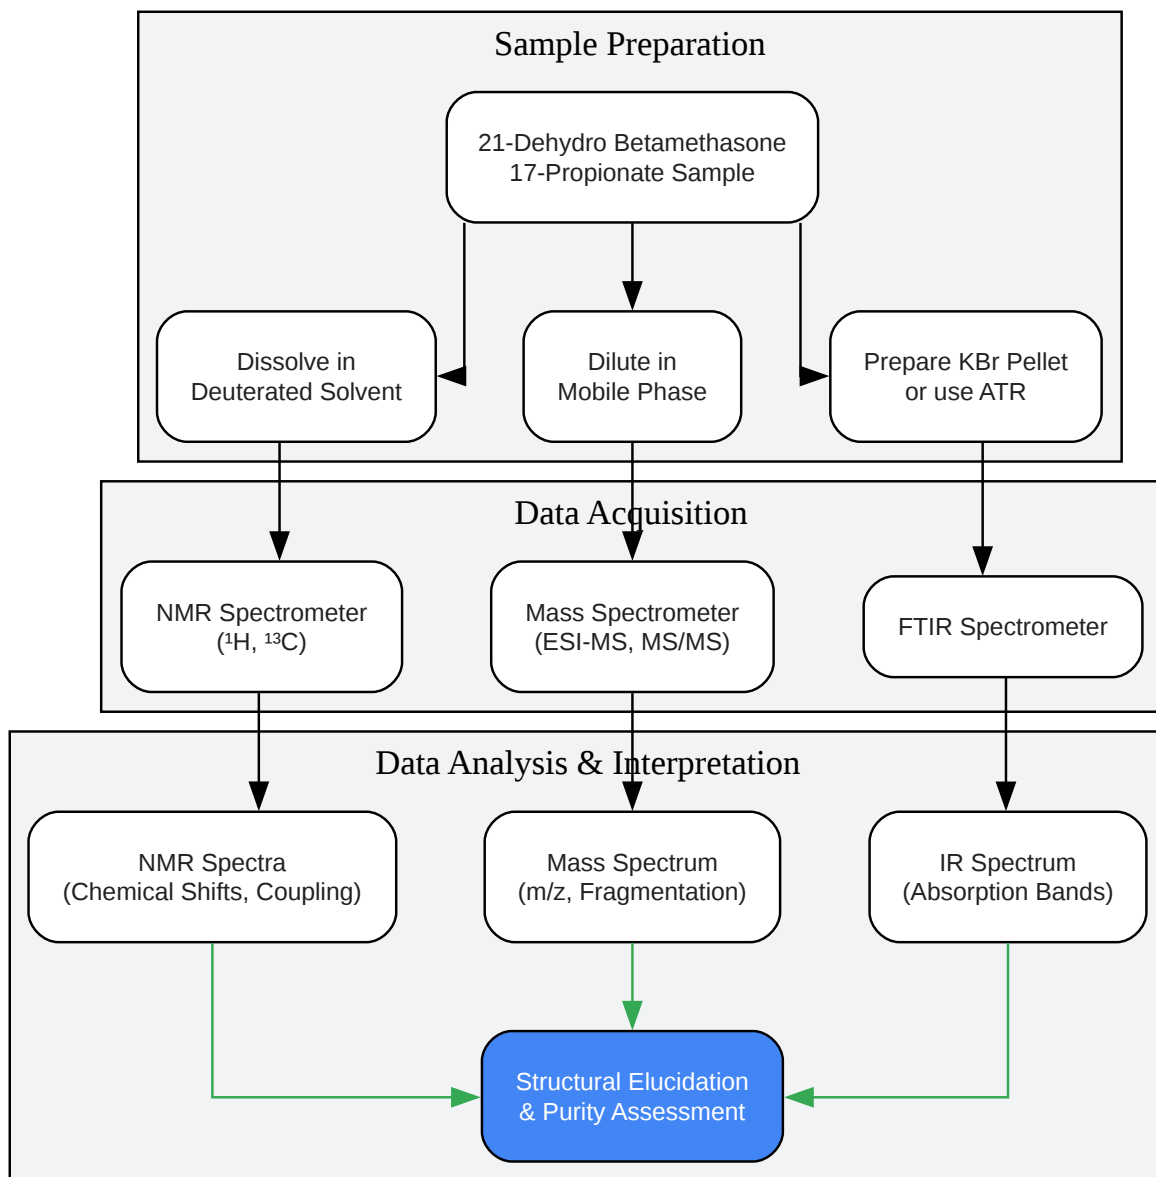 Sample Preparation
21-Dehydro Betamethasone
17-Propionate Sample
Dissolve in
Deuterated Solvent
Dilute in
Mobile Phase
Prepare KBr Pellet
or use ATR
Data Acquisition
NMR Spectrometer
(¹H, ¹³C)
Mass Spectrometer
(ESI-MS, MS/MS)
FTIR Spectrometer
Data Analysis & Interpretation
NMR Spectra
(Chemical Shifts, Coupling)
Mass Spectrum
(m/z, Fragmentation)
IR Spectrum
(Absorption Bands)
Structural Elucidation
& Purity Assessment